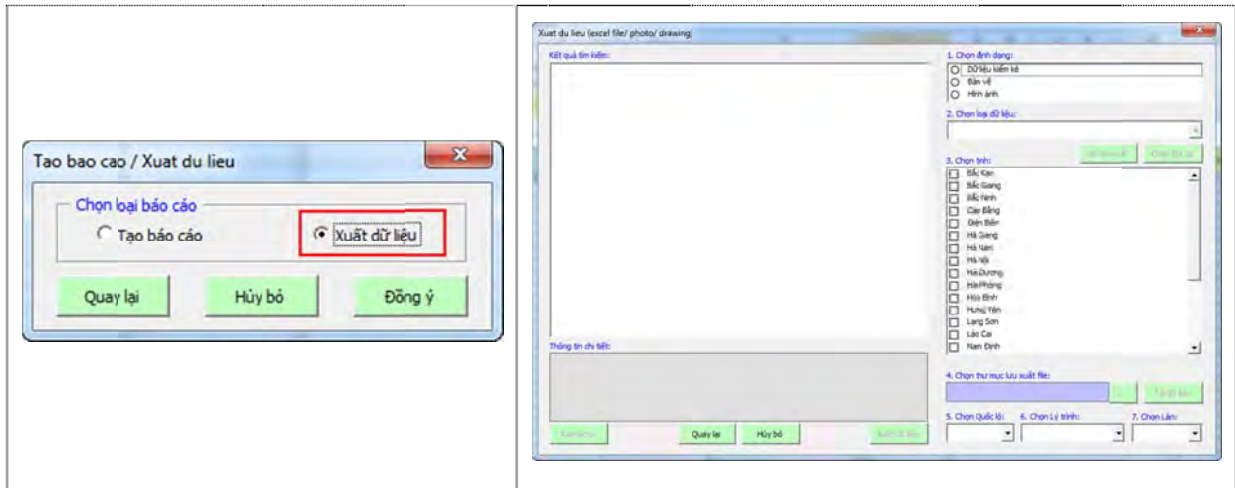 Tao bao cao / Xuat du lieu
Chọn loại báo cáo
Tạo báo cáo
Xuất dữ liệu
Quay lại
Hủy bỏ
Đồng ý
Xuat du lieu (excel file/ photo/ drawing)
Kết quả tìm kiếm:
Thông tin chi tiết:
Quay lại
Hủy bỏ
1. Chọn định dạng:
Dữ liệu kiểm kê
Bản vẽ
Hình ảnh
2. Chọn loại dữ liệu:
3. Chọn tỉnh:
Bắc Kạn
Bắc Giang
Bắc Ninh
Cao Bằng
Điện Biên
Hà Giang
Hà Nam
Hà Nội
Hải Dương
Hải Phòng
Hòa Bình
Hưng Yên
Lạng Sơn
Lào Cai
Nam Định
4. Chọn thư mục lưu xuất file:
5. Chọn Quốc lộ:
6. Chọn Lý trình:
7. Chọn Làn: